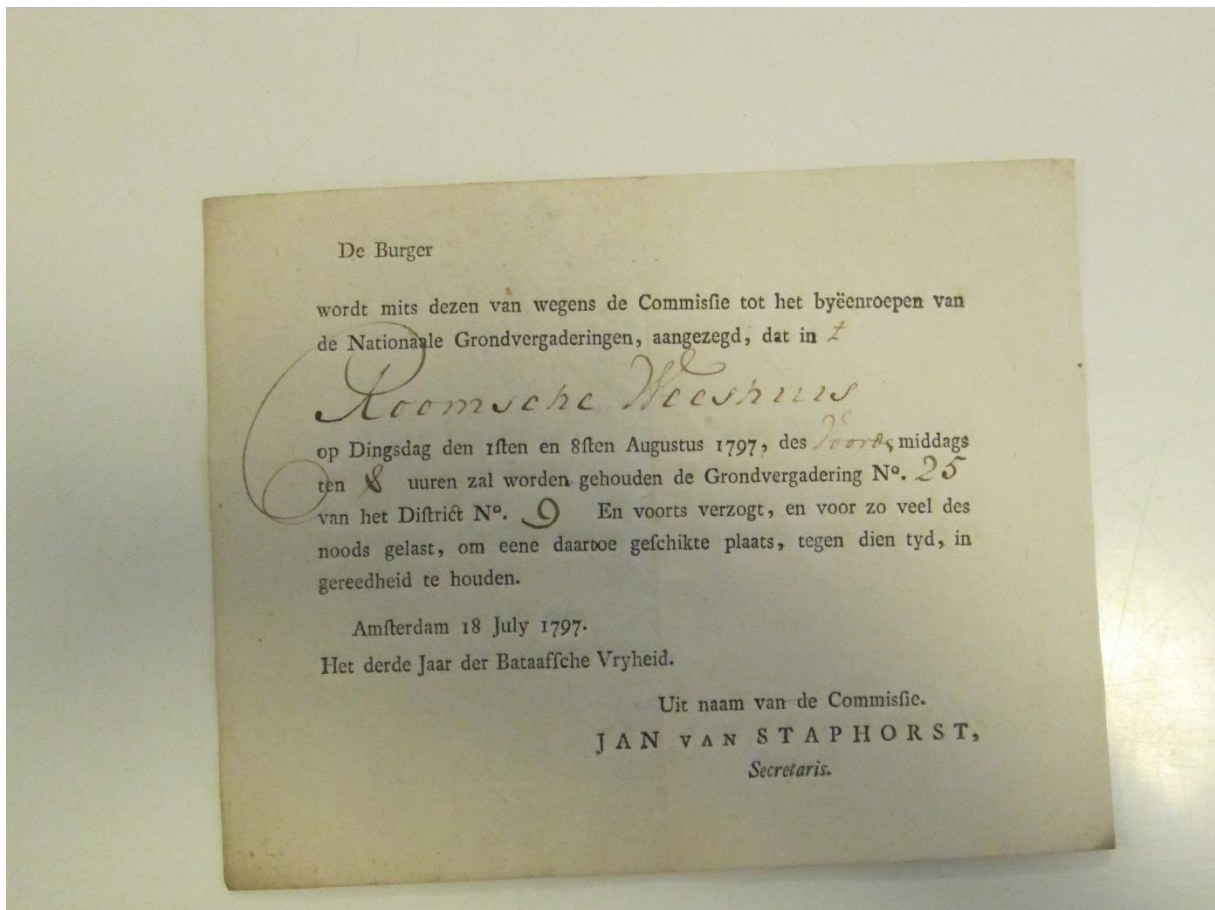 De Burger
wordt mits dezen van wegens de Commiſſie tot het byëenroepen van
de Nationaale Grondvergaderingen, aangezegd, dat in t
Roomsche Weeshuis
op Dingsdag den 1ſten en 8ſten Auguſtus 1797, des Voorde middags
ten 8 uuren zal worden gehouden de Grondvergadering Nº. 25
van het Diſtrict Nº. 9 En voorts verzogt, en voor zo veel des
noods gelast, om eene daartoe geſchikte plaats, tegen dien tyd, in
gereedheid te houden.
Amſterdam 18 July 1797.
Het derde Jaar der Bataafſche Vryheid.
Uit naam van de Commiſſie.
JAN VAN STAPHORST,
Secretaris.